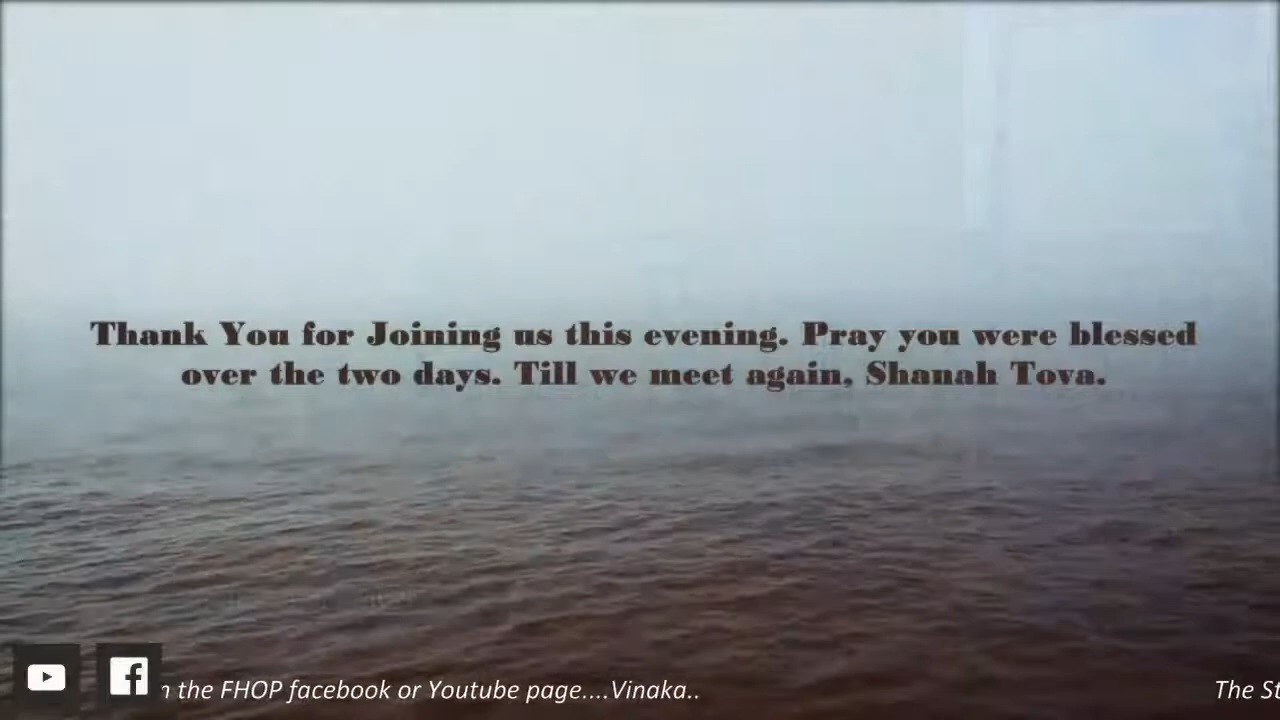 Thank You for Joining us this evening. Pray you were blessed
over the two days. Till we meet again, Shanah Tova.
the FHOP facebook or Youtube page....Vinaka.. The